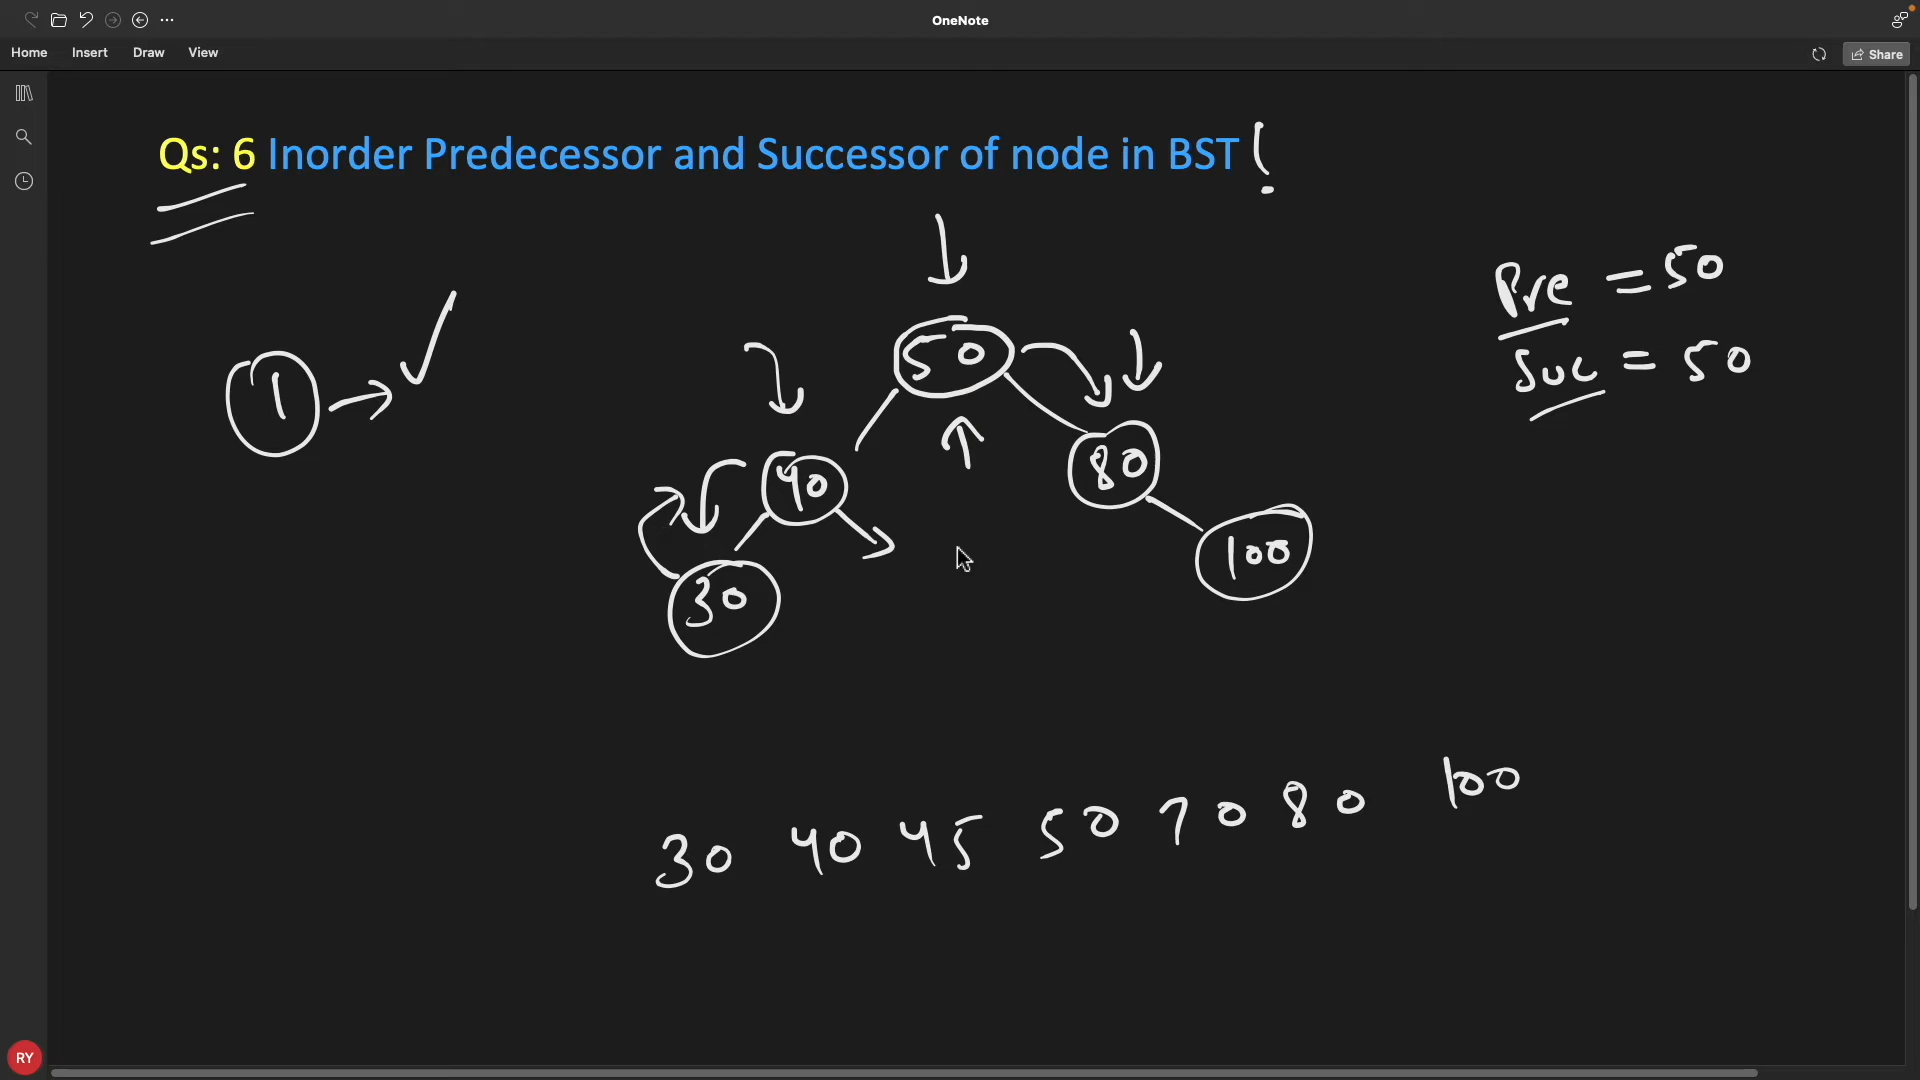 OneNote
Home Insert Draw View
Share
Qs: 6 Inorder Predecessor and Successor of node in BST !
Pre = 50
Suc = 50
1
50
40
80
30
100
30 40 45 50 70 80 100
RY